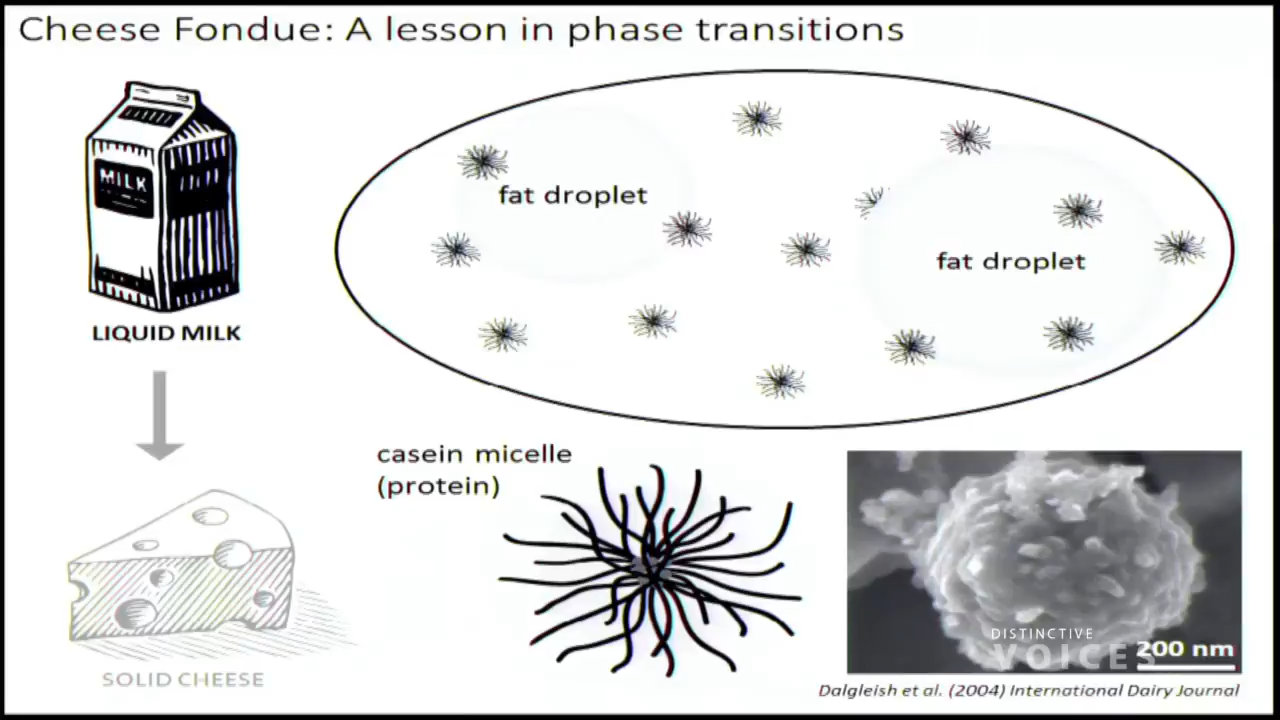 Cheese Fondue: A lesson in phase transitions
MILK
LIQUID MILK
fat droplet
fat droplet
casein micelle
(protein)
SOLID CHEESE
DISTINCTIVE
VOICES
200 nm
Dalgleish et al. (2004) International Dairy Journal